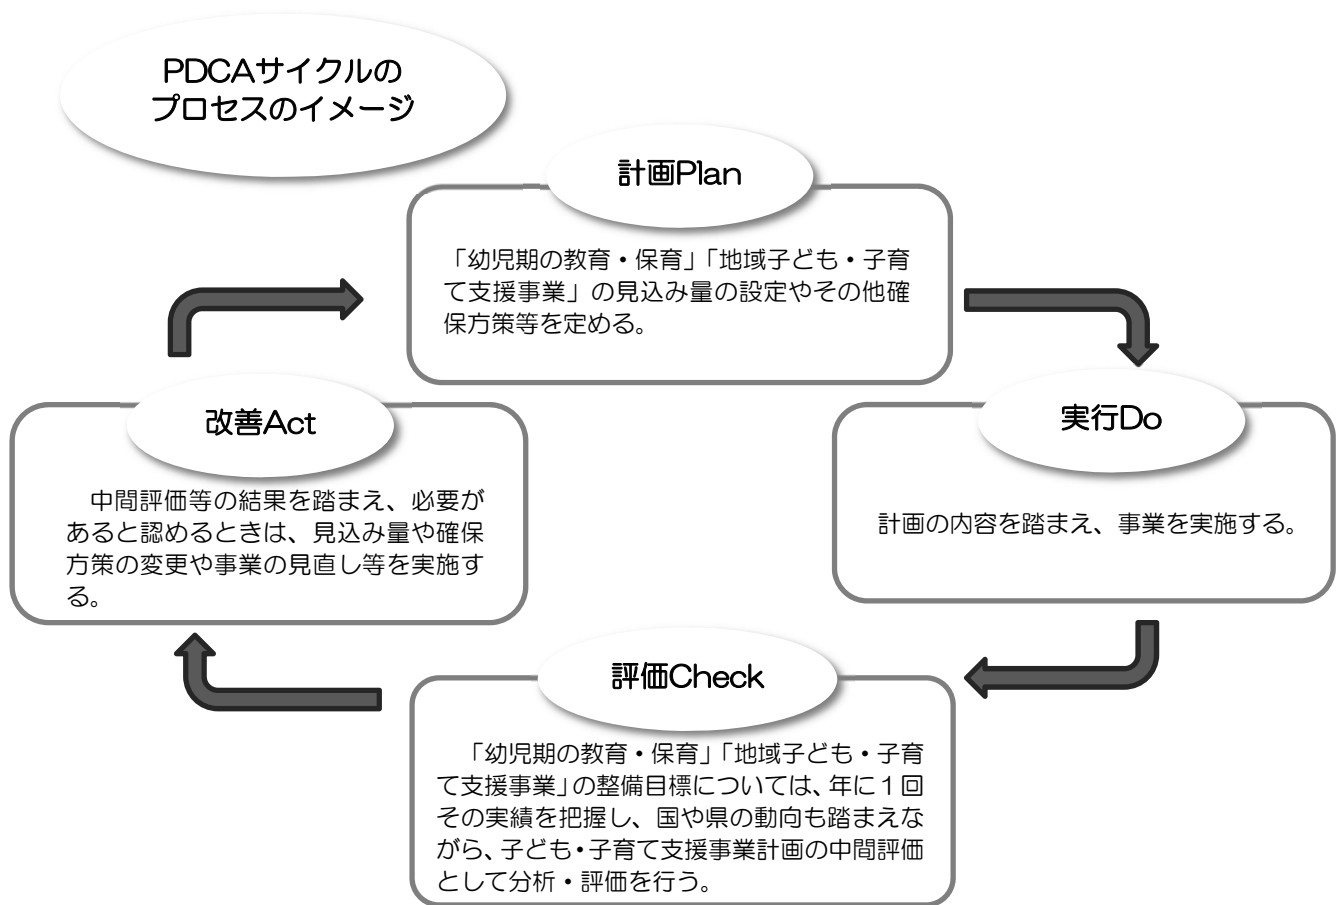 PDCAサイクルの
プロセスのイメージ
計画Plan
「幼児期の教育・保育」「地域子ども・子育
て支援事業」の見込み量の設定やその他確
保方策等を定める。
実行Do
計画の内容を踏まえ、事業を実施する。
評価Check
「幼児期の教育・保育」「地域子ども・子育
て支援事業」の整備目標については、年に１回
その実績を把握し、国や県の動向も踏まえな
がら、子ども・子育て支援事業計画の中間評価
として分析・評価を行う。
改善Act
中間評価等の結果を踏まえ、必要が
あると認めるときは、見込み量や確保
方策の変更や事業の見直し等を実施す
る。